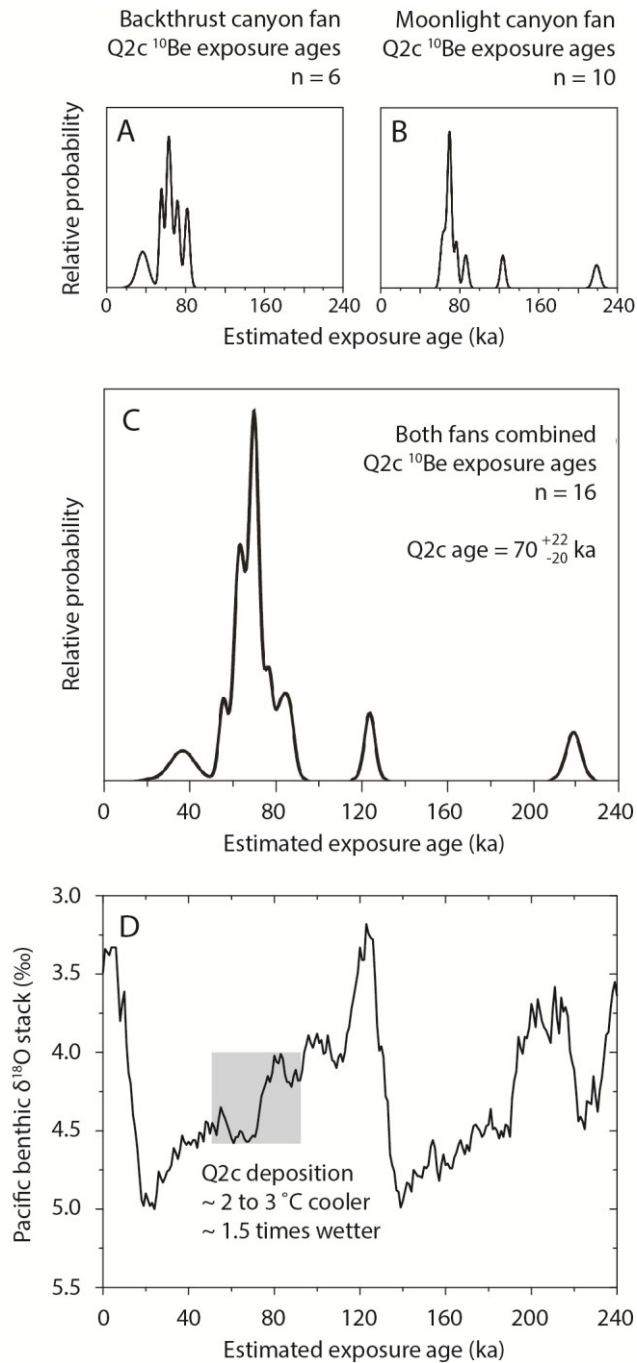 Backthrust canyon fan
Q2c ¹⁰Be exposure ages
n = 6
Moonlight canyon fan
Q2c ¹⁰Be exposure ages
n = 10
Relative probability
A
0
80
160
240
Estimated exposure age (ka)
B
0
80
160
240
Estimated exposure age (ka)
Relative probability
C
Both fans combined
Q2c ¹⁰Be exposure ages
n = 16
Q2c age = 70 +22 -20 ka
0
40
80
120
160
200
240
Estimated exposure age (ka)
Pacific benthic δ¹⁸O stack (‰)
3.0
3.5
4.0
4.5
5.0
5.5
D
Q2c deposition
~ 2 to 3 °C cooler
~ 1.5 times wetter
0
40
80
120
160
200
240
Estimated exposure age (ka)